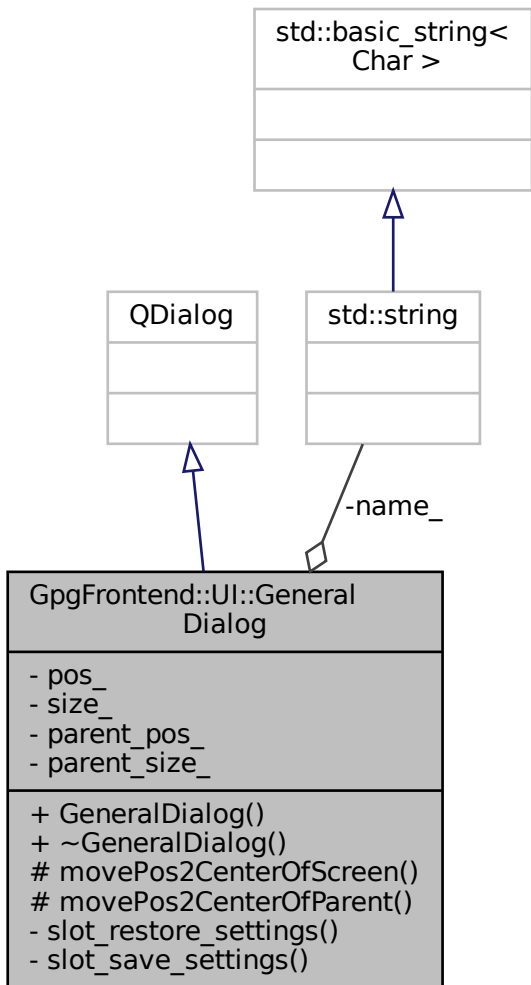 std::basic_string<
Char >
QDialog
std::string
-name_
GpgFrontend::UI::General
Dialog
- pos_
- size_
- parent_pos_
- parent_size_
+ GeneralDialog()
+ ~GeneralDialog()
# movePos2CenterOfScreen()
# movePos2CenterOfParent()
- slot_restore_settings()
- slot_save_settings()